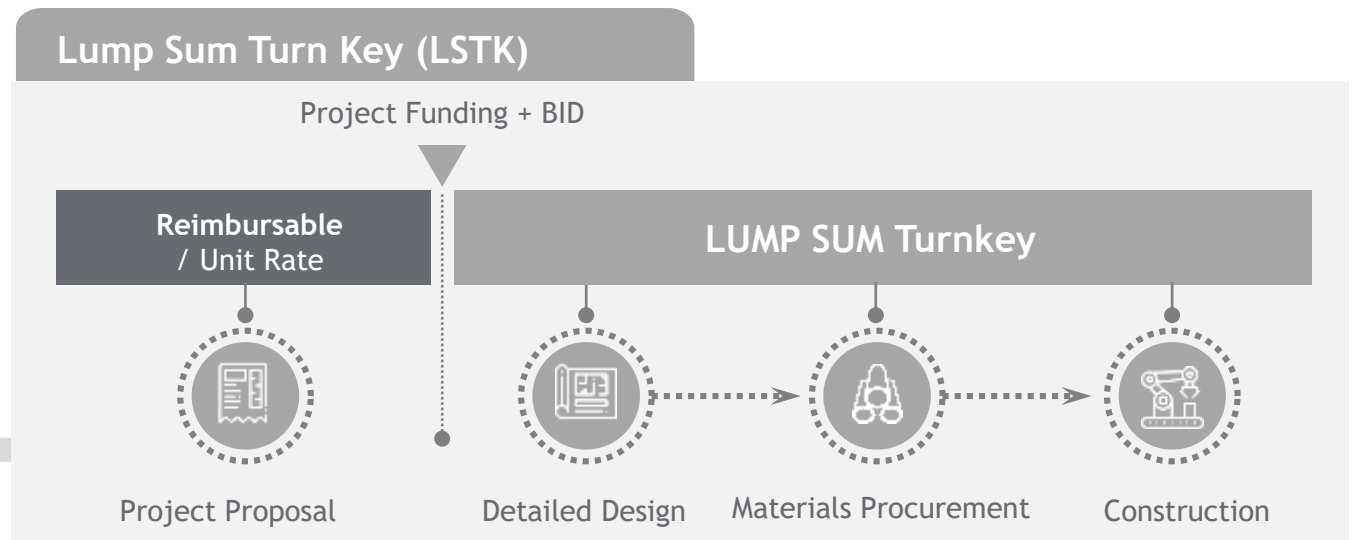 Lump Sum Turn Key (LSTK)
Project Funding + BID
Reimbursable
/ Unit Rate
LUMP SUM Turnkey
Project Proposal
Detailed Design
Materials Procurement
Construction